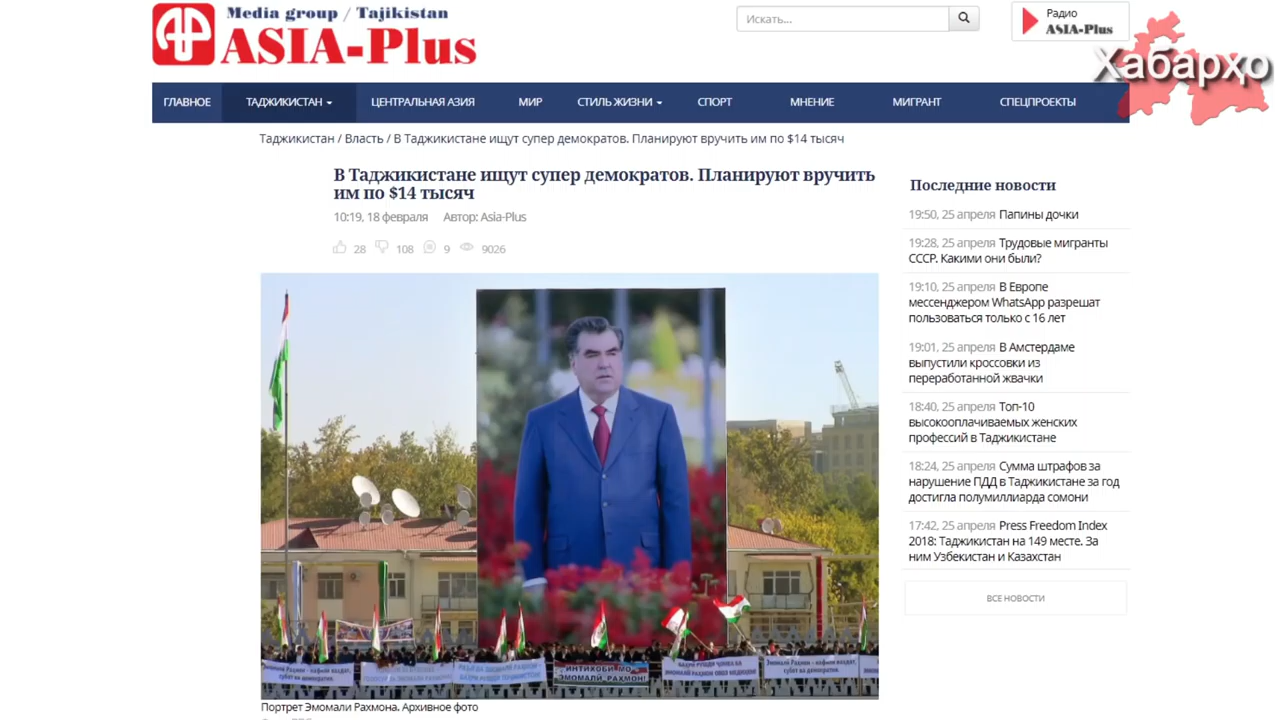 Media group / Tajikistan
ASIA-Plus
Искать...
Радио
ASIA-Plus
Хабарҳо
ГЛАВНОЕ
ТАДЖИКИСТАН
ЦЕНТРАЛЬНАЯ АЗИЯ
МИР
СТИЛЬ ЖИЗНИ
СПОРТ
МНЕНИЕ
МИГРАНТ
СПЕЦПРОЕКТЫ
Таджикистан / Власть / В Таджикистане ищут супер демократов. Планируют вручить им по $14 тысяч
В Таджикистане ищут супер демократов. Планируют вручить
им по $14 тысяч
10:19, 18 февраля Автор: Asia-Plus
28 108 9 9026
ИНТИХОБИ МО
ЭМОМАЛӢ РАҲМОН!
Портрет Эмомали Рахмона. Архивное фото
Последние новости
19:50, 25 апреля Папины дочки
19:28, 25 апреля Трудовые мигранты
СССР. Какими они были?
19:10, 25 апреля В Европе
мессенджером WhatsApp разрешат
пользоваться только с 16 лет
19:01, 25 апреля В Амстердаме
выпустили кроссовки из
переработанной жвачки
18:40, 25 апреля Топ-10
высокооплачиваемых женских
профессий в Таджикистане
18:24, 25 апреля Сумма штрафов за
нарушение ПДД в Таджикистане за год
достигла полумиллиарда сомони
17:42, 25 апреля Press Freedom Index
2018: Таджикистан на 149 месте. За
ним Узбекистан и Казахстан
ВСЕ НОВОСТИ